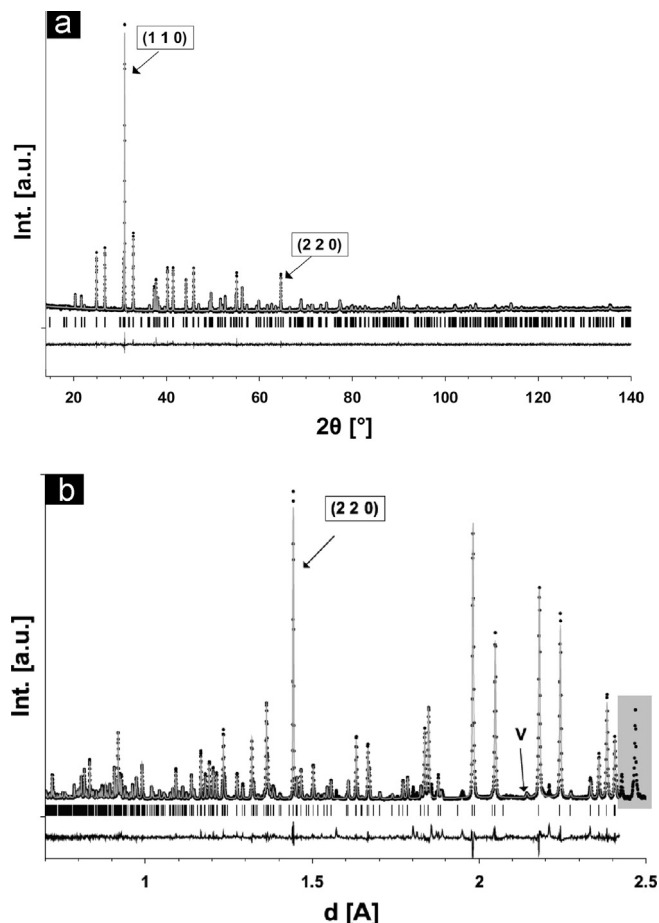 a
(1 1 0)
(2 2 0)
Int. [a.u.]
20 40 60 80 100 120 140
2θ [°]
b
(2 2 0)
V
Int. [a.u.]
1 1.5 2 2.5
d [A]